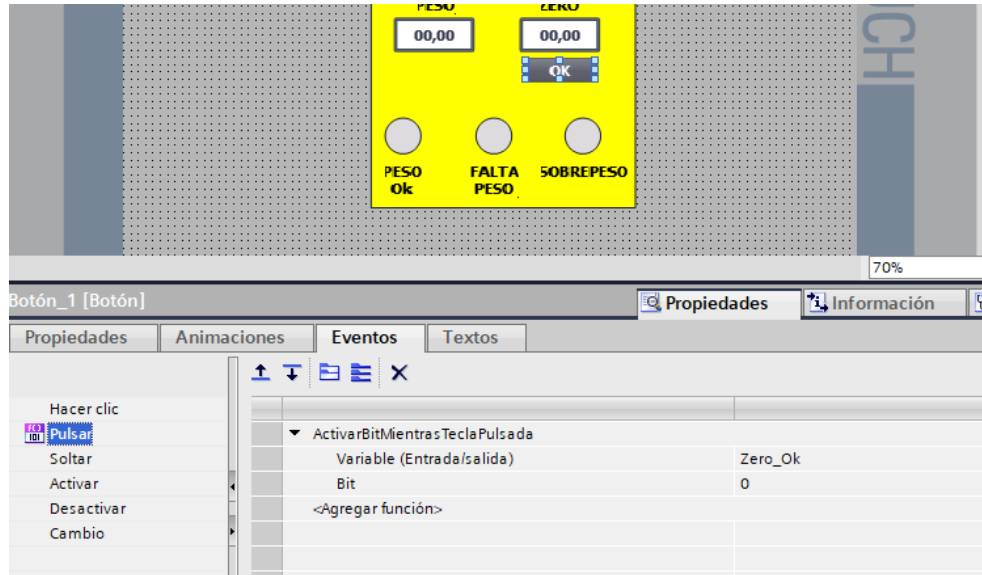 PESO
ZERO
00,00
00,00
OK
PESO
Ok
FALTA
PESO
SOBREPESO
UCH
70%
Botón_1 [Botón]
Propiedades
Información
Propiedades
Animaciones
Eventos
Textos
Hacer clic
Pulsar
Soltar
Activar
Desactivar
Cambio
ActivarBitMientrasTeclaPulsada
Variable (Entrada/salida)
Zero_Ok
Bit
0
<Agregar función>